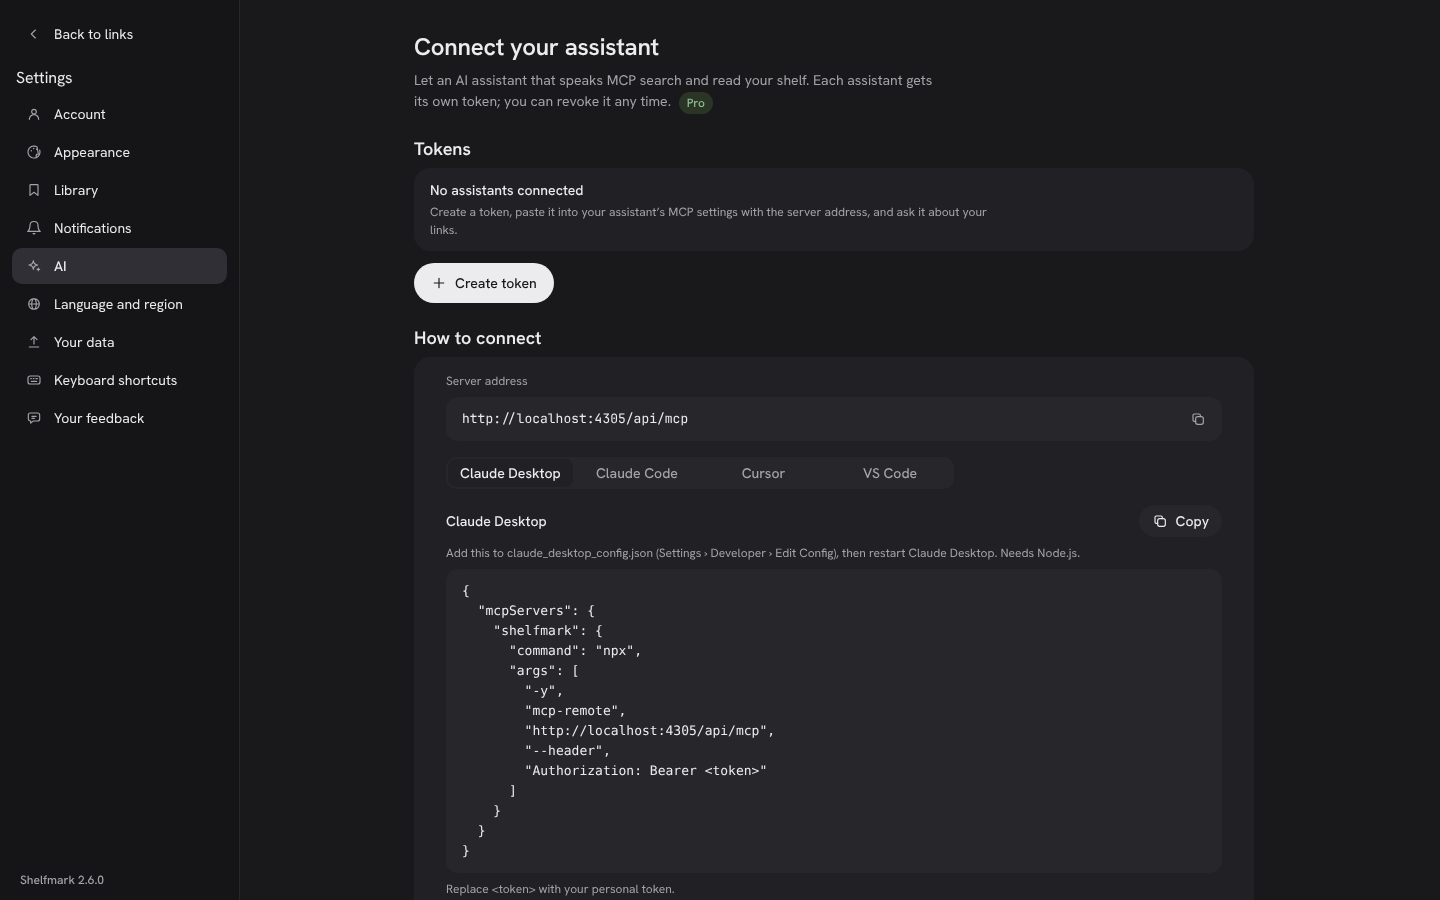 Back to links
Settings
Account
Appearance
Library
Notifications
AI
Language and region
Your data
Keyboard shortcuts
Your feedback
Shelfmark 2.6.0
Connect your assistant
Let an AI assistant that speaks MCP search and read your shelf. Each assistant gets
its own token; you can revoke it any time. Pro
Tokens
No assistants connected
Create a token, paste it into your assistant’s MCP settings with the server address, and ask it about your
links.
Create token
How to connect
Server address
http://localhost:4305/api/mcp
Claude Desktop Claude Code Cursor VS Code
Claude Desktop Copy
Add this to claude_desktop_config.json (Settings › Developer › Edit Config), then restart Claude Desktop. Needs Node.js.
{
  "mcpServers": {
    "shelfmark": {
      "command": "npx",
      "args": [
        "-y",
        "mcp-remote",
        "http://localhost:4305/api/mcp",
        "--header",
        "Authorization: Bearer <token>"
      ]
    }
  }
}
Replace <token> with your personal token.